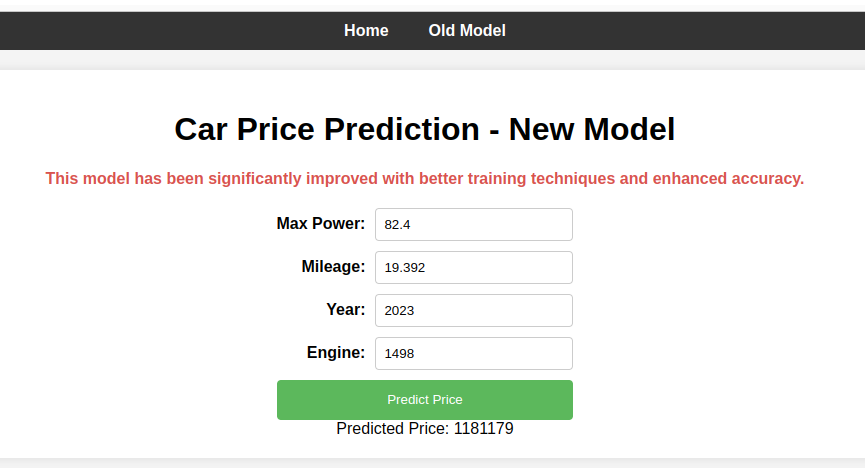 Home Old Model
Car Price Prediction - New Model
This model has been significantly improved with better training techniques and enhanced accuracy.
Max Power: 82.4
Mileage: 19.392
Year: 2023
Engine: 1498
Predict Price
Predicted Price: 1181179